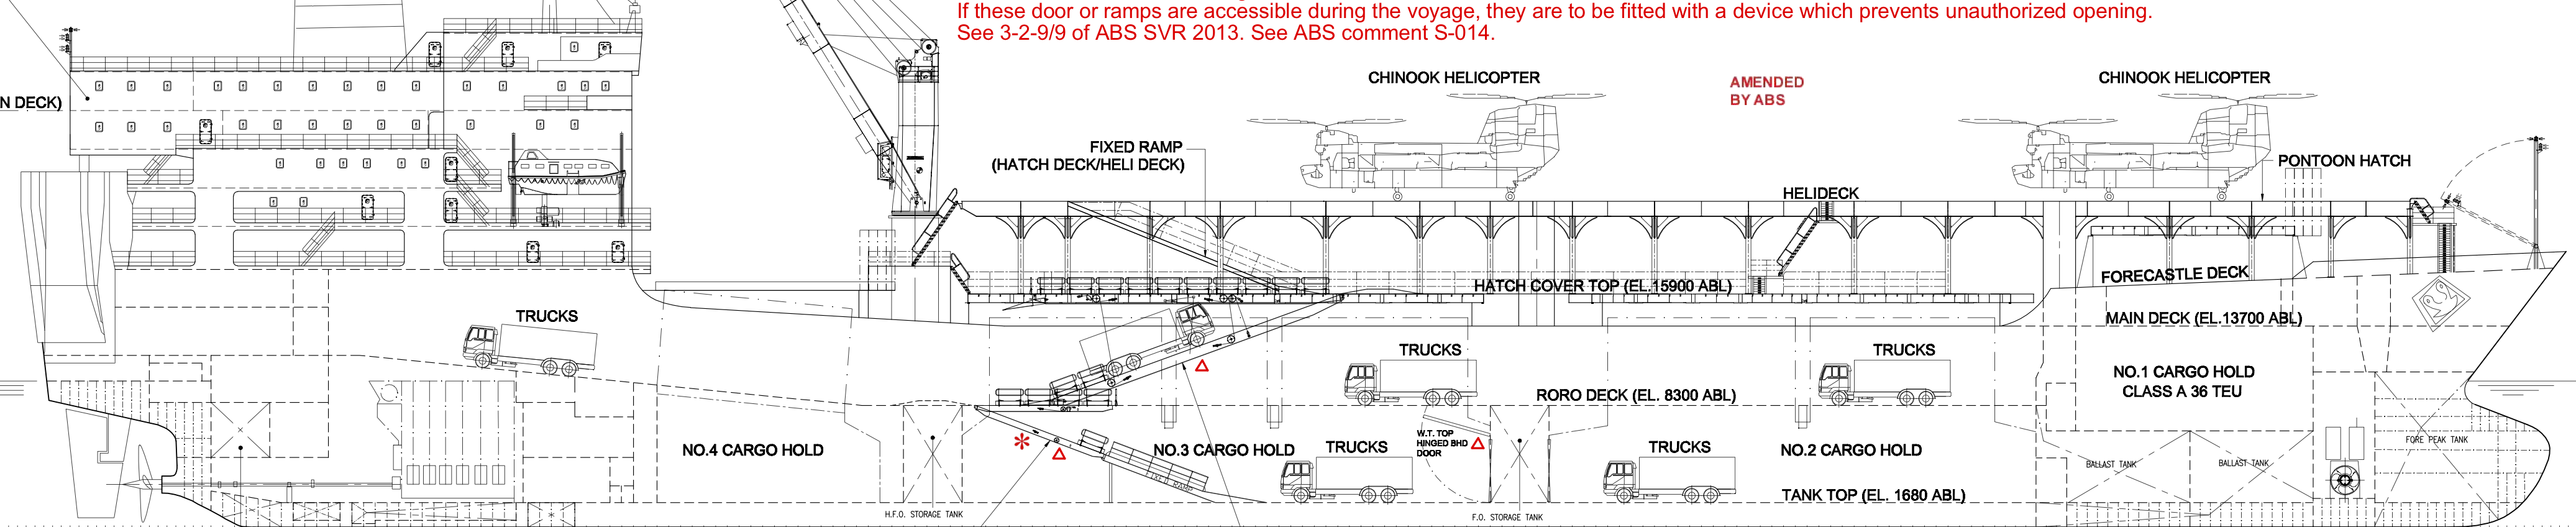 If these door or ramps are accessible during the voyage, they are to be fitted with a device which prevents unauthorized opening.
See 3-2-9/9 of ABS SVR 2013. See ABS comment S-014.
CHINOOK HELICOPTER
AMENDED
BY ABS
CHINOOK HELICOPTER
N DECK)
FIXED RAMP
(HATCH DECK/HELI DECK)
PONTOON HATCH
HELIDECK
FORECASTLE DECK
HATCH COVER TOP (EL.15900 ABL)
TRUCKS
MAIN DECK (EL.13700 ABL)
TRUCKS
TRUCKS
NO.1 CARGO HOLD
CLASS A 36 TEU
RORO DECK (EL. 8300 ABL)
W.T. TOP
HINGED BHD
DOOR
FORE PEAK TANK
NO.4 CARGO HOLD
*
NO.3 CARGO HOLD
TRUCKS
TRUCKS
NO.2 CARGO HOLD
BALLAST TANK
BALLAST TANK
FIXED RAMP
TANK TOP (EL. 1680 ABL)
H.F.O. STORAGE TANK
F.O. STORAGE TANK